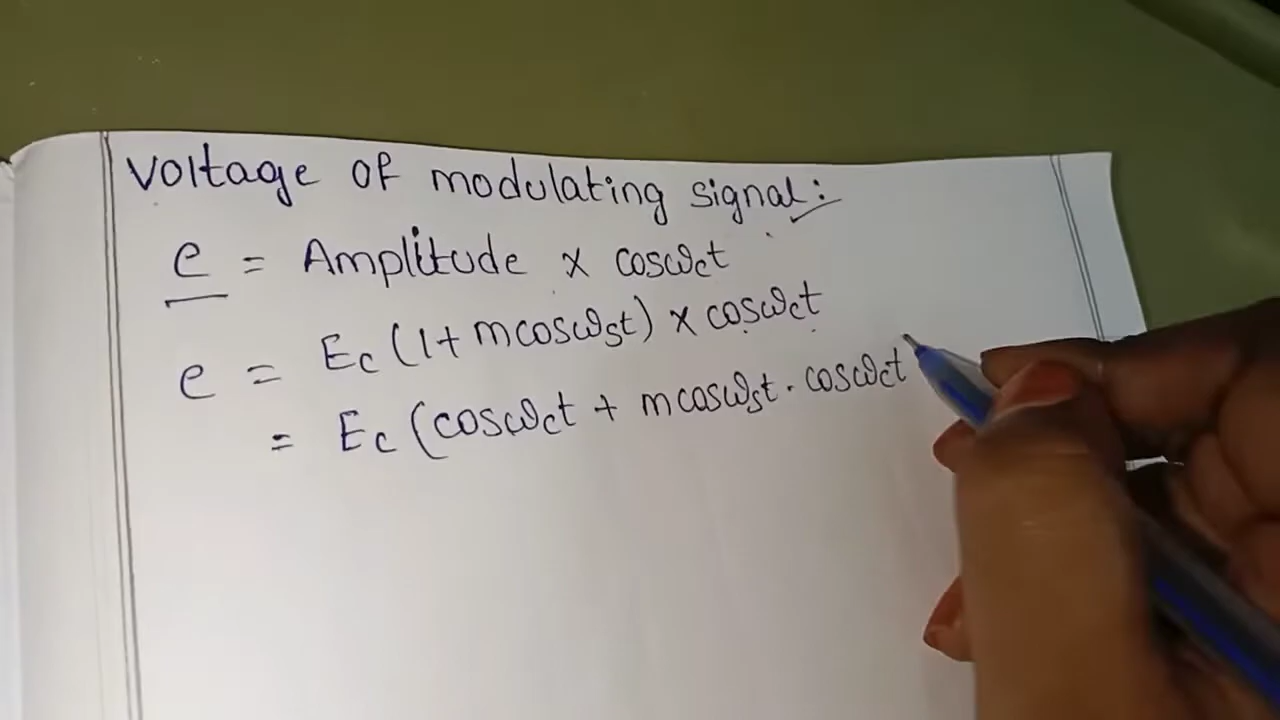 Voltage of modulating signal:
e = Amplitude x cosωct
e = Ec (1+ mcosωst) x cosωct
= Ec (cosωct + mcosωst . cosωct